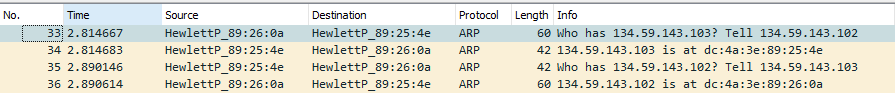 No. Time Source Destination Protocol Length Info
33 2.814667 HewlettP_89:26:0a HewlettP_89:25:4e ARP 60 Who has 134.59.143.103? Tell 134.59.143.102
34 2.814683 HewlettP_89:25:4e HewlettP_89:26:0a ARP 42 134.59.143.103 is at dc:4a:3e:89:25:4e
35 2.890146 HewlettP_89:25:4e HewlettP_89:26:0a ARP 42 Who has 134.59.143.102? Tell 134.59.143.103
36 2.890614 HewlettP_89:26:0a HewlettP_89:25:4e ARP 60 134.59.143.102 is at dc:4a:3e:89:26:0a